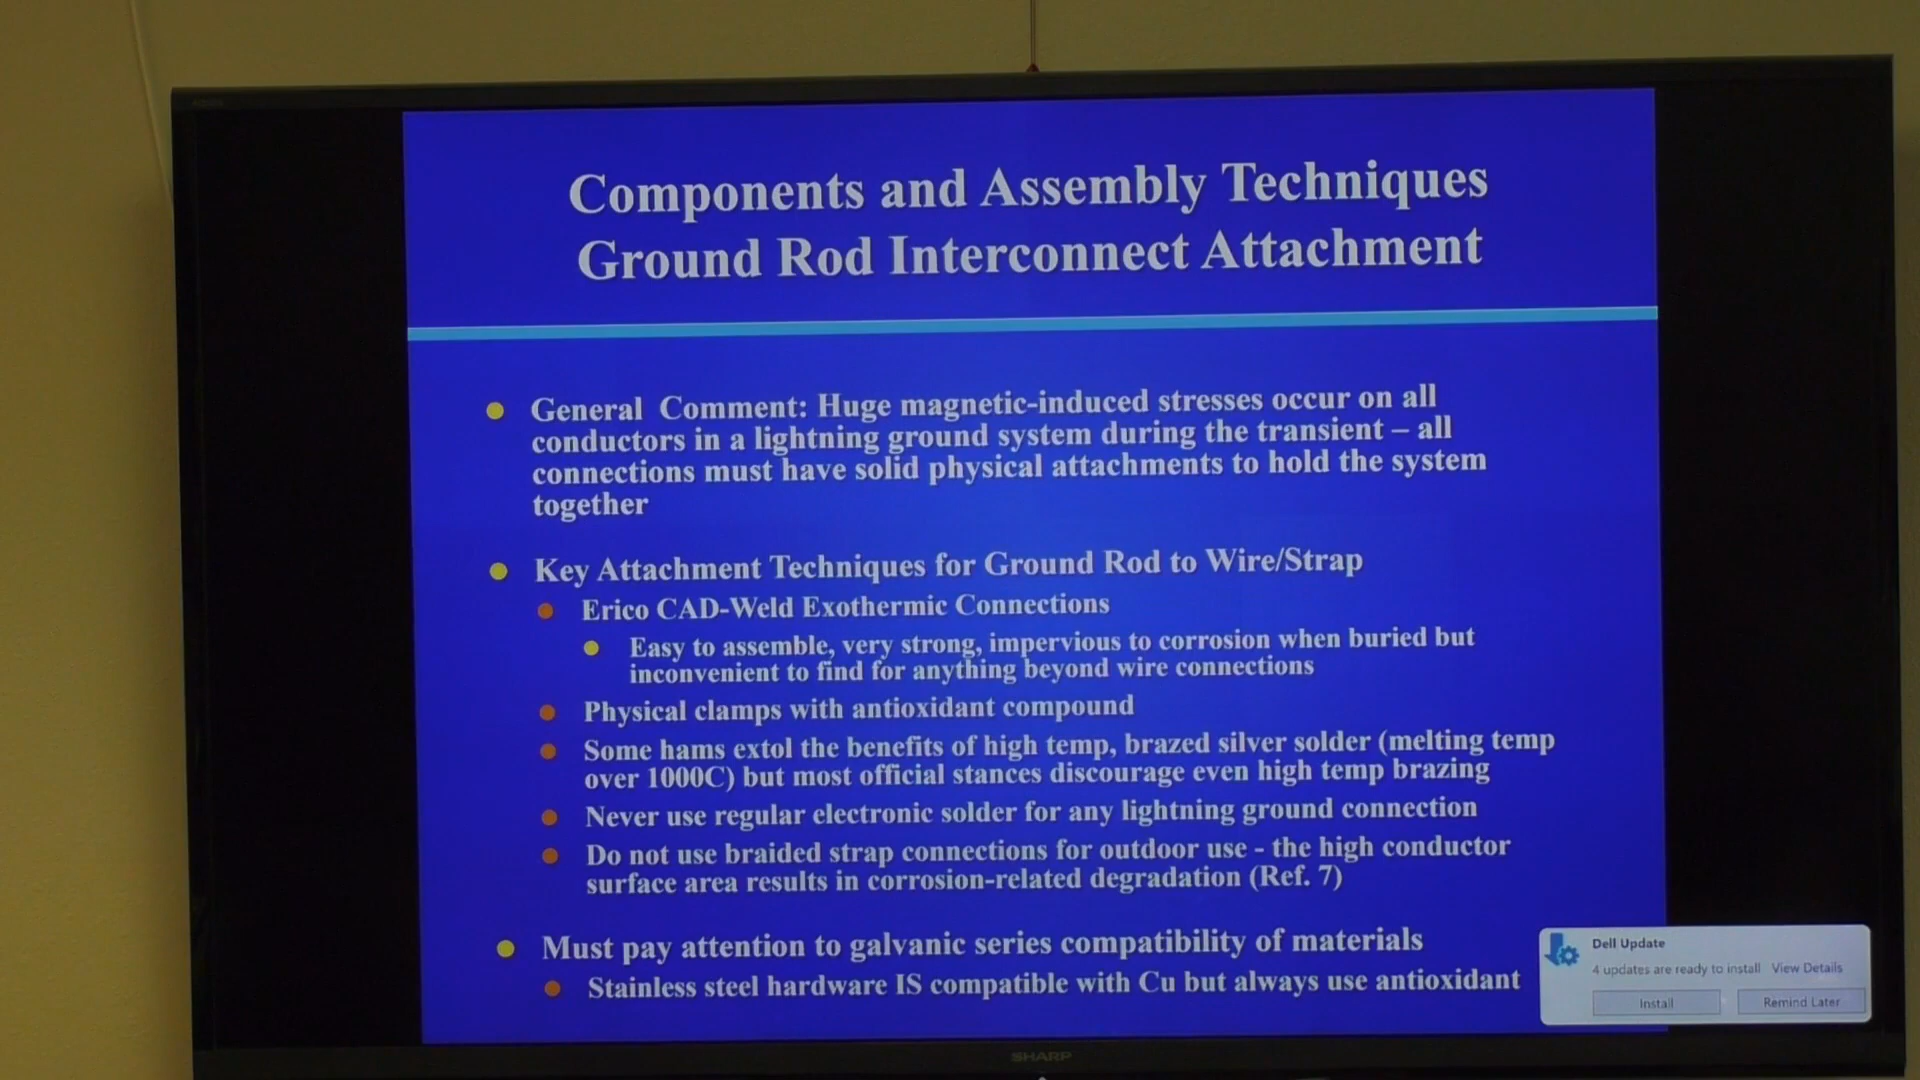 Components and Assembly Techniques
Ground Rod Interconnect Attachment
General Comment: Huge magnetic-induced stresses occur on all
conductors in a lightning ground system during the transient – all
connections must have solid physical attachments to hold the system
together
Key Attachment Techniques for Ground Rod to Wire/Strap
Erico CAD-Weld Exothermic Connections
Easy to assemble, very strong, impervious to corrosion when buried but
inconvenient to find for anything beyond wire connections
Physical clamps with antioxidant compound
Some hams extol the benefits of high temp, brazed silver solder (melting temp
over 1000C) but most official stances discourage even high temp brazing
Never use regular electronic solder for any lightning ground connection
Do not use braided strap connections for outdoor use - the high conductor
surface area results in corrosion-related degradation (Ref. 7)
Must pay attention to galvanic series compatibility of materials
Stainless steel hardware IS compatible with Cu but always use antioxidant
Dell Update
4 updates are ready to install View Details
Install Remind Later
SHARP